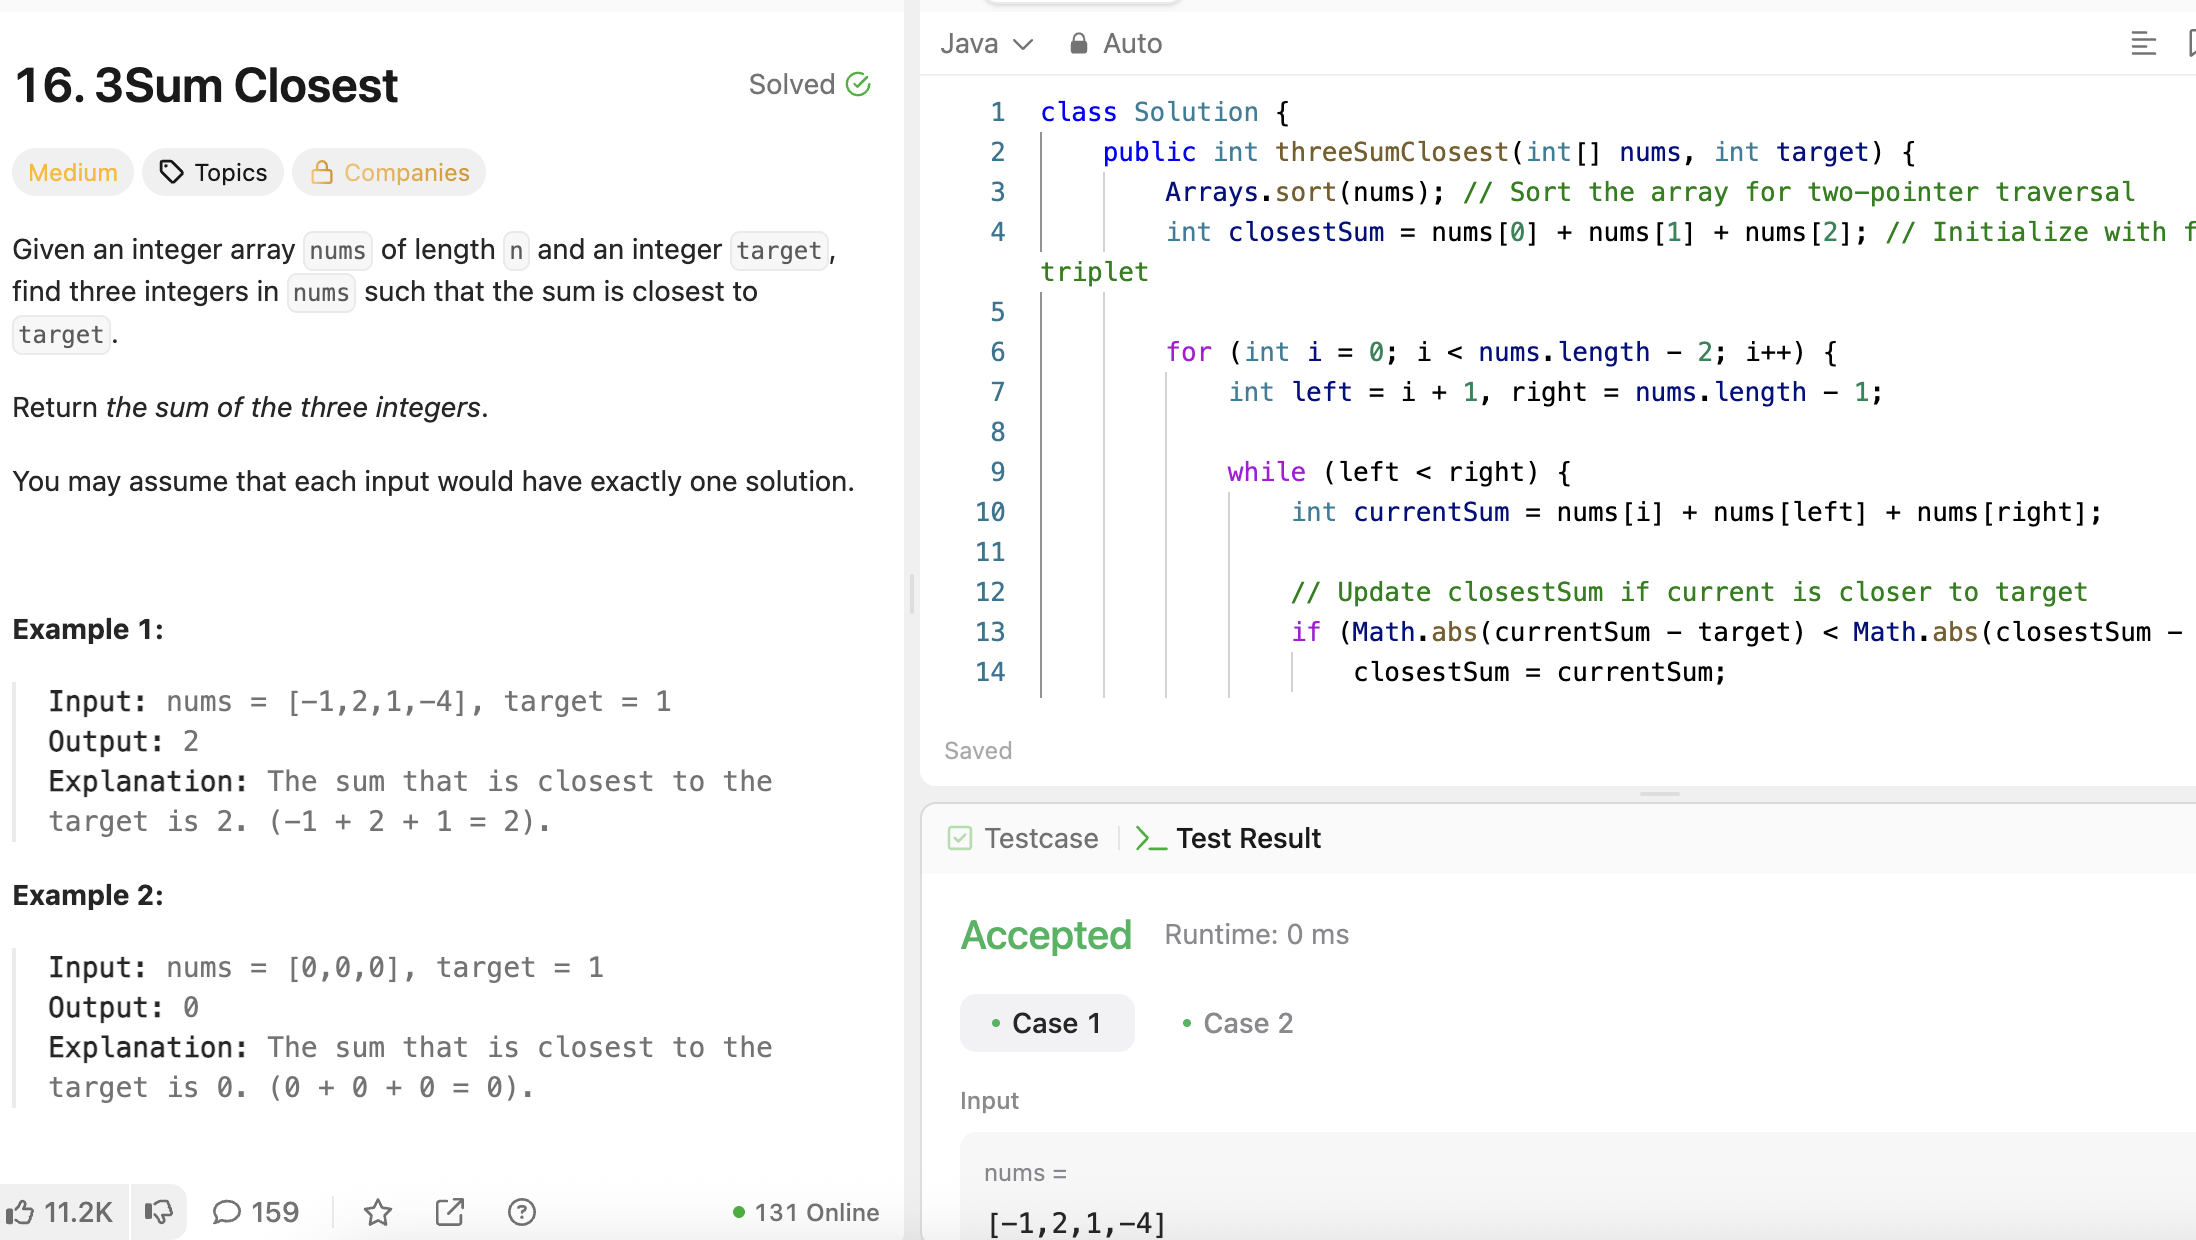 16. 3Sum Closest
Solved
Medium
Topics
Companies
Given an integer array nums of length n and an integer target,
find three integers in nums such that the sum is closest to
target.
Return the sum of the three integers.
You may assume that each input would have exactly one solution.
Example 1:
Input: nums = [-1,2,1,-4], target = 1
Output: 2
Explanation: The sum that is closest to the
target is 2. (-1 + 2 + 1 = 2).
Example 2:
Input: nums = [0,0,0], target = 1
Output: 0
Explanation: The sum that is closest to the
target is 0. (0 + 0 + 0 = 0).
11.2K
159
131 Online
Java
Auto
1 class Solution {
2 public int threeSumClosest(int[] nums, int target) {
3 Arrays.sort(nums); // Sort the array for two-pointer traversal
4 int closestSum = nums[0] + nums[1] + nums[2]; // Initialize with
triplet
5
6 for (int i = 0; i < nums.length - 2; i++) {
7 int left = i + 1, right = nums.length - 1;
8
9 while (left < right) {
10 int currentSum = nums[i] + nums[left] + nums[right];
11
12 // Update closestSum if current is closer to target
13 if (Math.abs(currentSum - target) < Math.abs(closestSum -
14 closestSum = currentSum;
Saved
Testcase
Test Result
Accepted
Runtime: 0 ms
Case 1
Case 2
Input
nums =
[-1,2,1,-4]